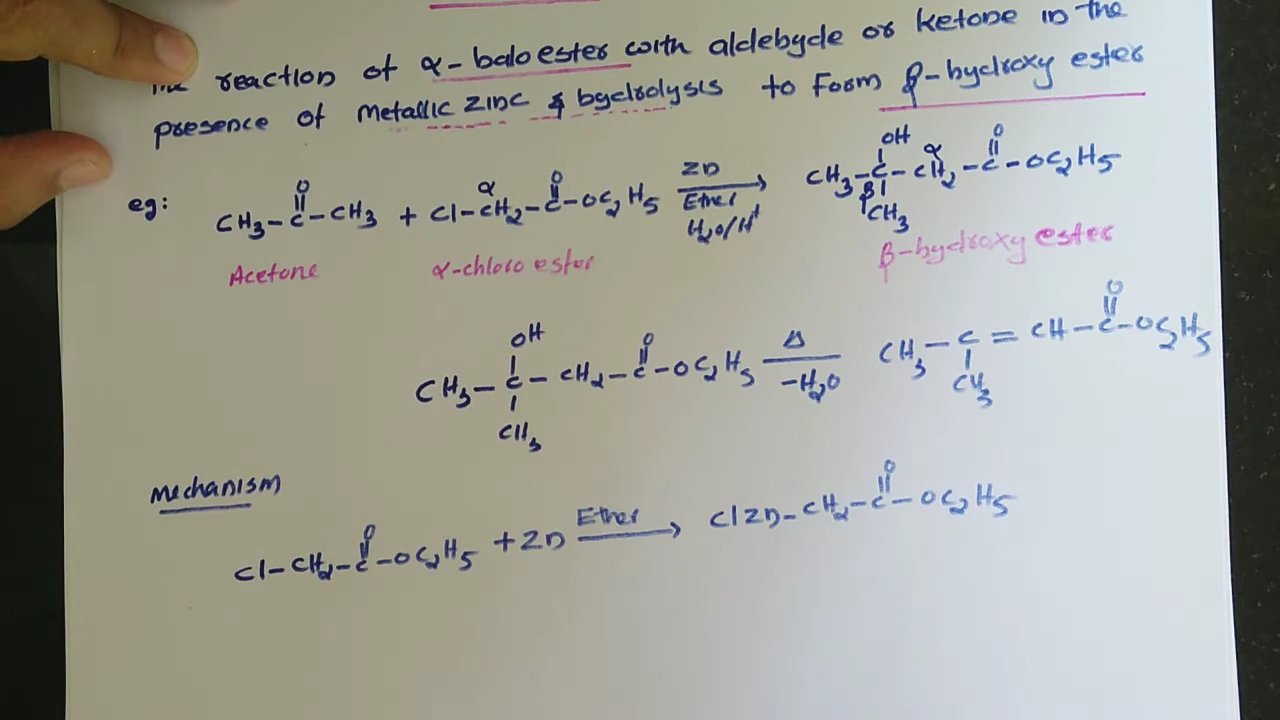 The reaction of α-haloester with aldehyde or ketone in the
presence of metallic zinc & hydrolysis to form β-hydroxy ester
eg: CH3-C(=O)-CH3 + Cl-CH2(α)-C(=O)-OC2H5 Zn Ether H2O/H+ → CH3-C(OH)(CH3)(β)-CH2(α)-C(=O)-OC2H5
Acetone α-chloro ester β-hydroxy ester
CH3-C(OH)(CH3)-CH2-C(=O)-OC2H5 Δ -H2O CH3-C(CH3)=CH-C(=O)-OC2H5
Mechanism
Cl-CH2-C(=O)-OC2H5 + Zn Ether → ClZn-CH2-C(=O)-OC2H5